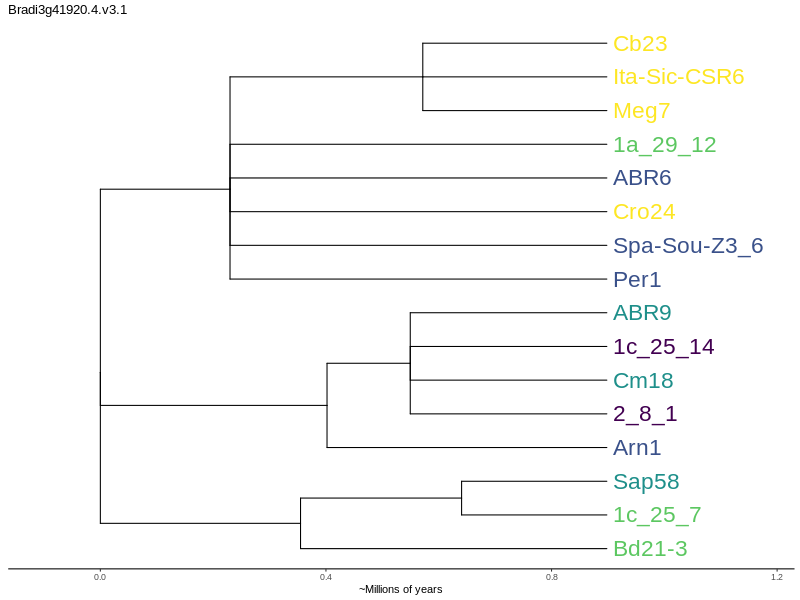 Bradi3g41920.4.v3.1
Cb23
Ita-Sic-CSR6
Meg7
1a_29_12
ABR6
Cro24
Spa-Sou-Z3_6
Per1
ABR9
1c_25_14
Cm18
2_8_1
Arn1
Sap58
1c_25_7
Bd21-3
0.0 0.4 0.8 1.2
~Millions of years